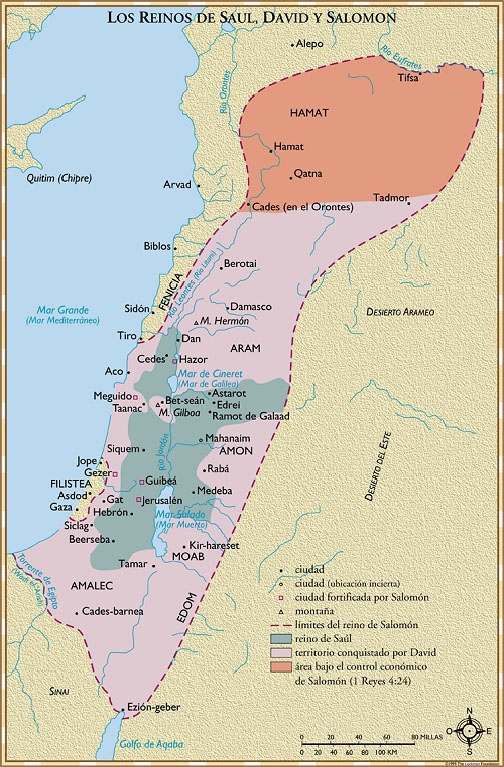 LOS REINOS DE SAUL, DAVID Y SALOMON
Alepo
Río Eufrates
Tifsa
Río Orontes
HAMAT
Hamat
Quitim (Chipre)
Qatna
Arvad
Tadmor
Cades (en el Orontes)
Biblos
Berotai
FENICIA
Río Leontes (Río Litani)
Mar Grande
(Mar Mediterráneo)
Sidón
Damasco
M. Hermón
DESIERTO ARAMEO
Tiro
Dan
ARAM
Cedes
Hazor
Aco
Mar de Cineret
(Mar de Galilea)
Meguido
Astarot
Taanac
Bet-seán
Edrei
M. Gilboa
Ramot de Galaad
Río Jordán
Mahanaim
AMON
Siquem
Jope
Gezer
Rabá
DESIERTO DEL ESTE
FILISTEA
Guibeá
Asdod
Gat
Jerusalén
Medeba
Gaza
Hebrón
Mar Salado
(Mar Muerto)
Siclag
Beerseba
Kir-hareset
MOAB
Tamar
Torrente de Egipto
(Wadi el-Arish)
AMALEC
EDOM
Cades-barnea
SINAI
Ezión-geber
Golfo de Aqaba
ciudad
ciudad (ubicación incierta)
ciudad fortificada por Salomón
montaña
límites del reino de Salomón
reino de Saúl
territorio conquistado por David
área bajo el control económico
de Salomón (1 Reyes 4:24)
N
O E
S
0 20 40 60 80 MILLAS
0 20 40 60 80 100 KM
©1999 The Lockman Foundation